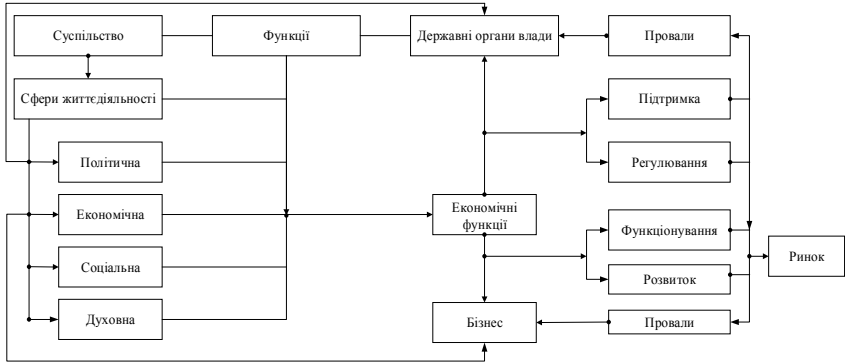 Суспільство
Функції
Державні органи влади
Провали
Сфери життєдіяльності
Підтримка
Політична
Регулювання
Економічна
Економічні
функції
Функціонування
Ринок
Соціальна
Розвиток
Духовна
Бізнес
Провали